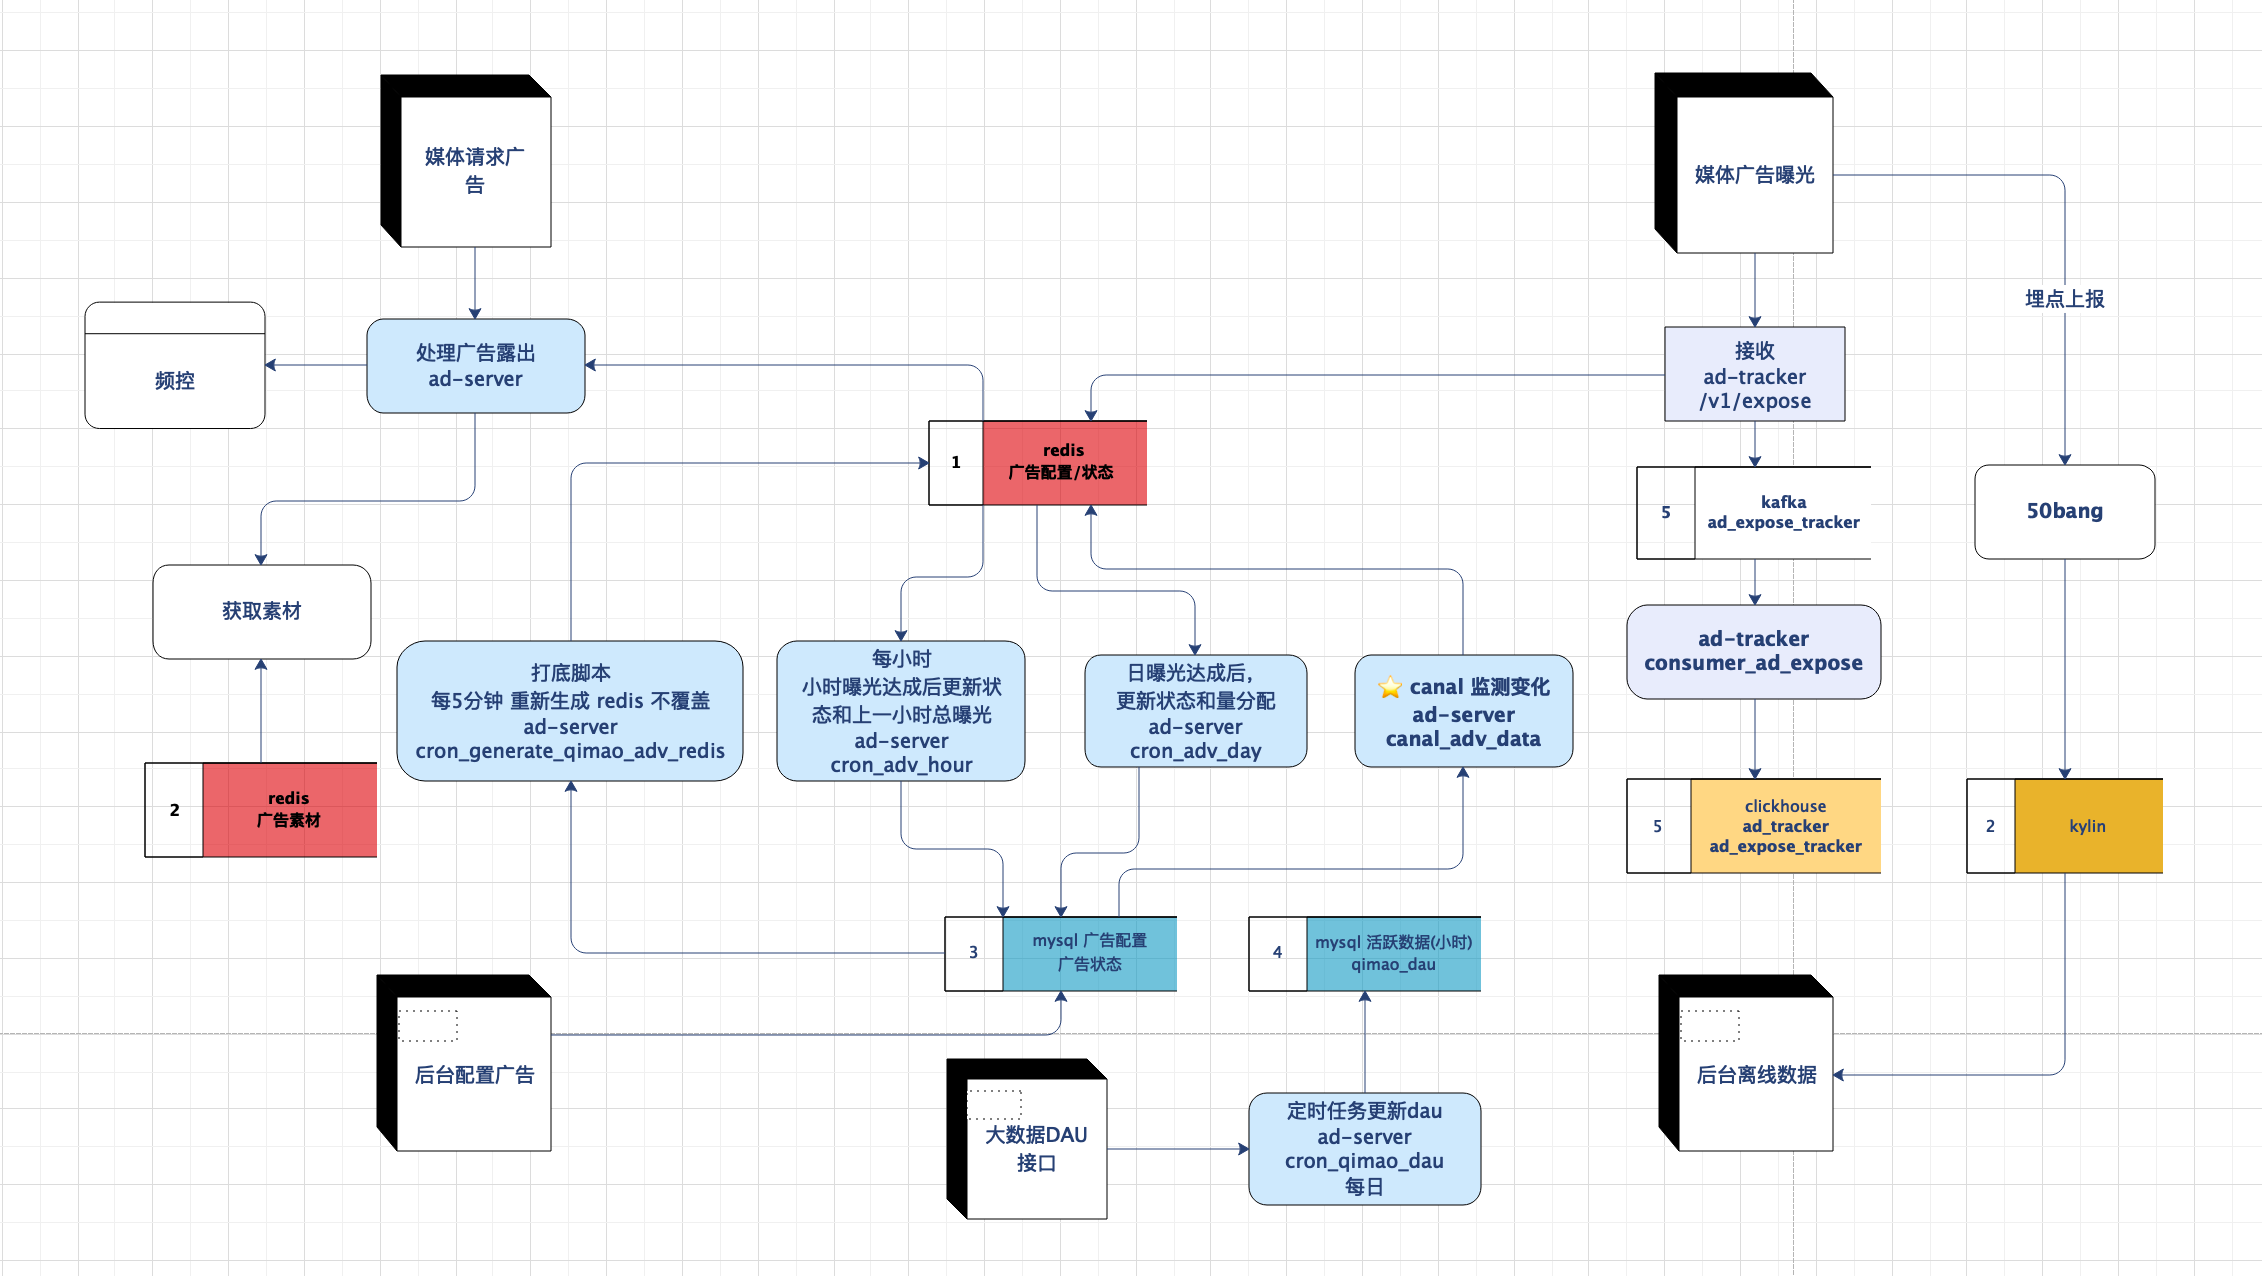 媒体请求广
告
媒体广告曝光
埋点上报
频控
处理广告露出
ad-server
接收
ad-tracker
/v1/expose
1
redis
广告配置/状态
5
kafka
ad_expose_tracker
50bang
获取素材
打底脚本
每5分钟 重新生成 redis 不覆盖
ad-server
cron_generate_qimao_adv_redis
每小时
小时曝光达成后更新状
态和上一小时总曝光
ad-server
cron_adv_hour
日曝光达成后,
更新状态和量分配
ad-server
cron_adv_day
⭐ canal 监测变化
ad-server
canal_adv_data
ad-tracker
consumer_ad_expose
2
redis
广告素材
5
clickhouse
ad_tracker
ad_expose_tracker
2
kylin
3
mysql 广告配置
广告状态
4
mysql 活跃数据(小时)
qimao_dau
后台配置广告
大数据DAU
接口
定时任务更新dau
ad-server
cron_qimao_dau
每日
后台离线数据